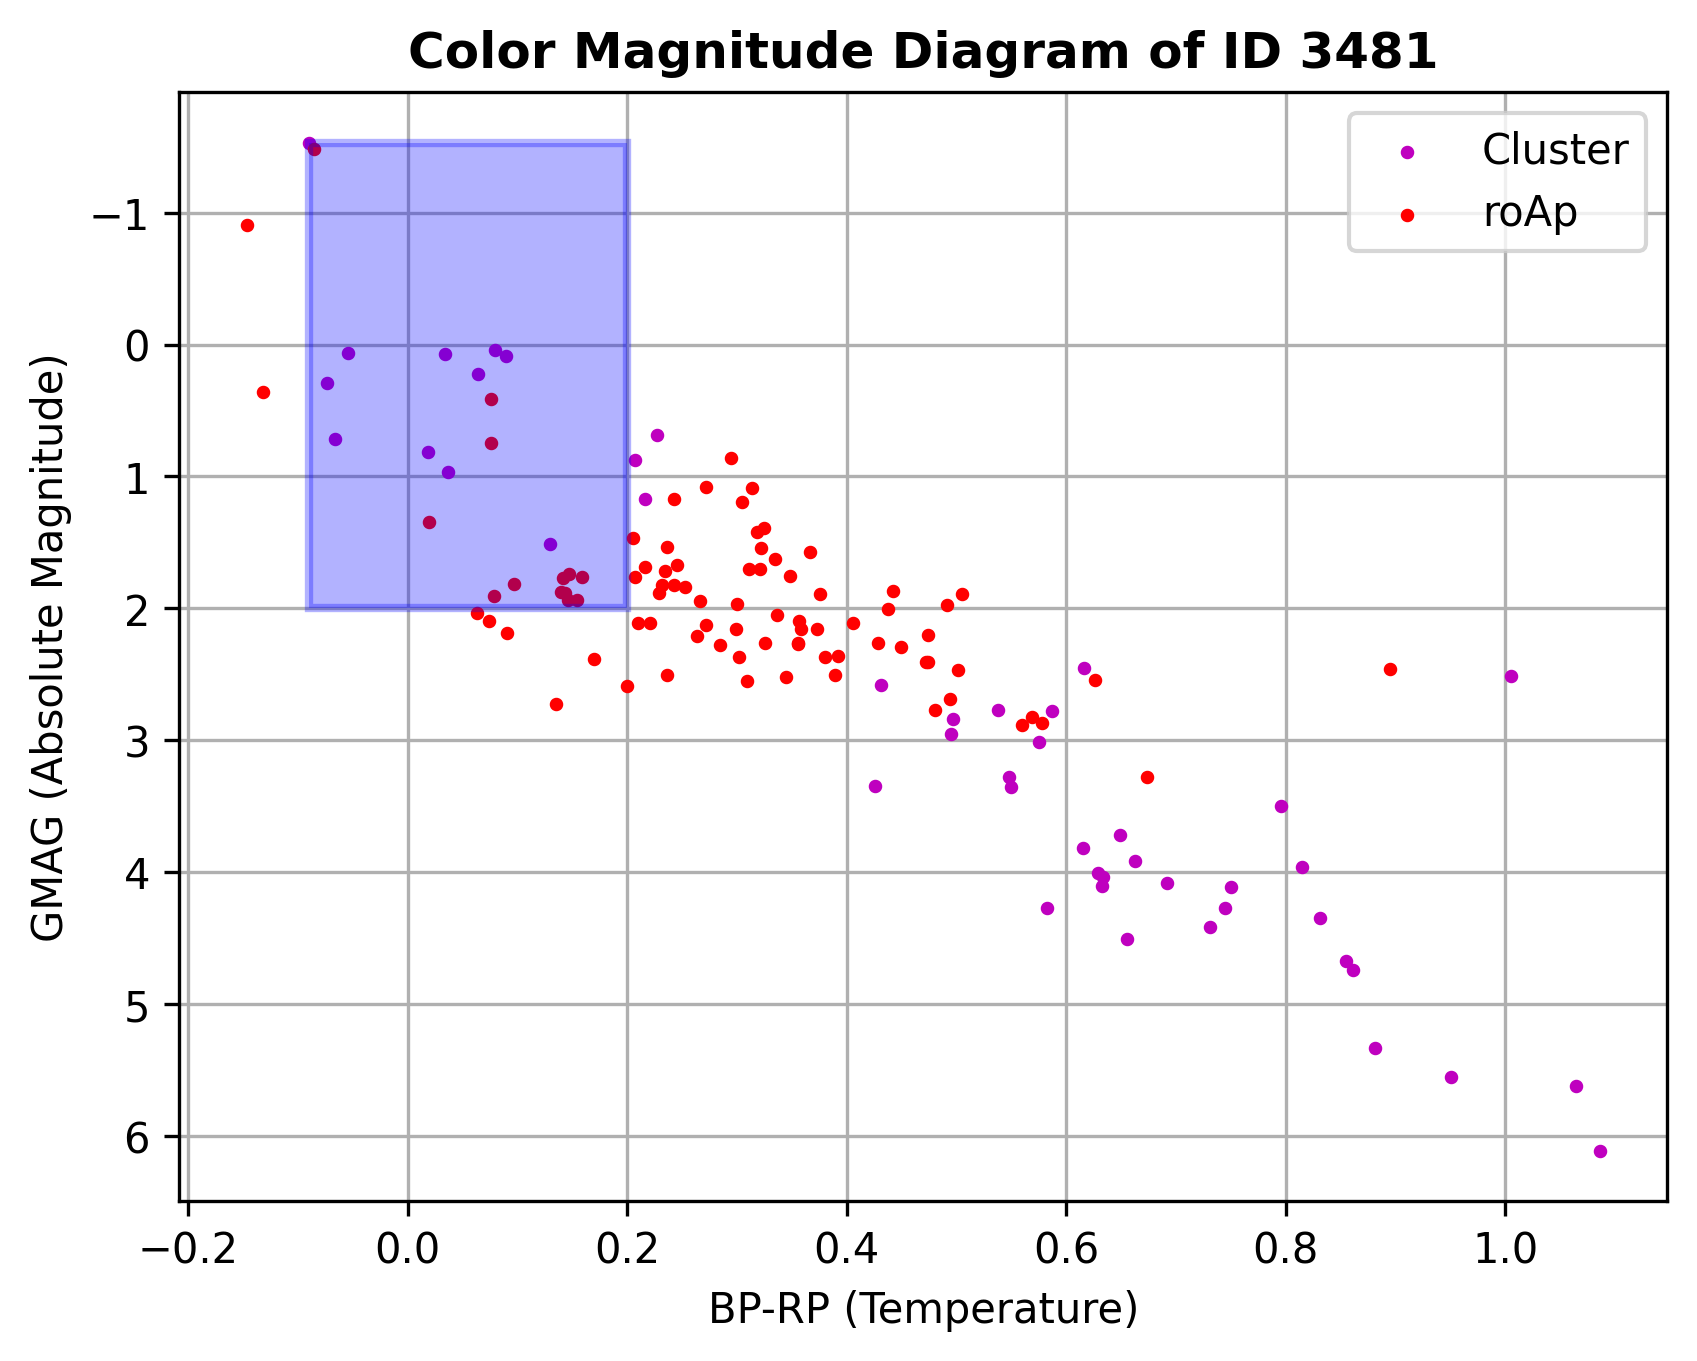 Color Magnitude Diagram of ID 3481
Cluster
roAp
GMAG (Absolute Magnitude)
−1
0
1
2
3
4
5
6
−0.2 0.0 0.2 0.4 0.6 0.8 1.0
BP-RP (Temperature)